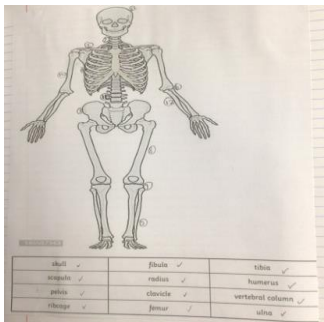 skull ✓ fibula ✓ tibia ✓
scapula ✓ radius ✓ humerus ✓
pelvis ✓ clavicle ✓ vertebral column ✓
ribcage ✓ femur ✓ ulna ✓